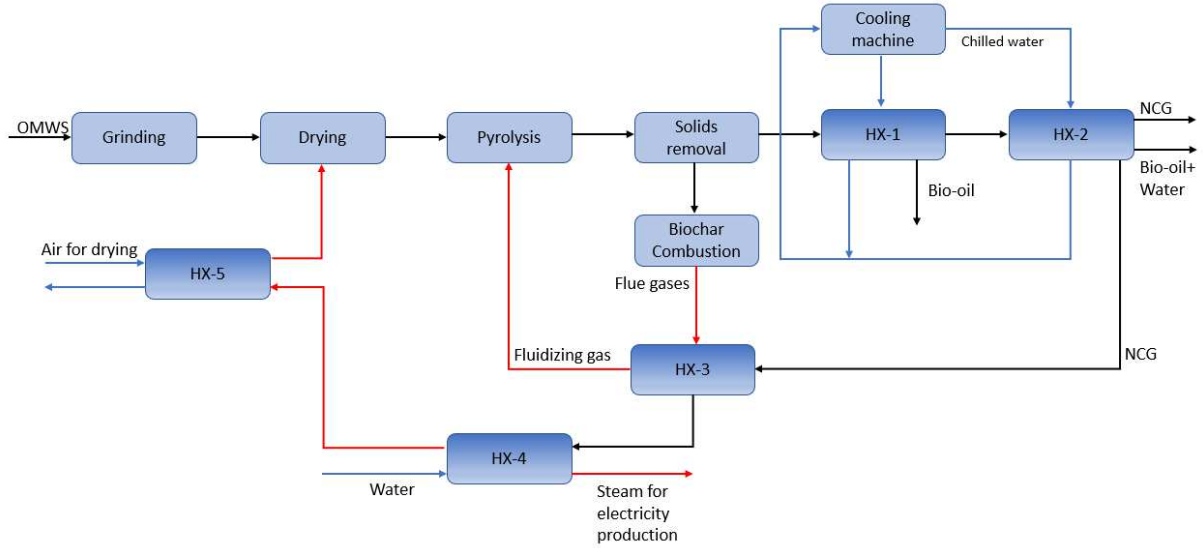 Cooling
machine
Chilled water
OMWS
Grinding
Drying
Pyrolysis
Solids
removal
HX-1
HX-2
NCG
Bio-oil+
Water
Bio-oil
Biochar
Combustion
Air for drying
HX-5
Flue gases
Fluidizing gas
HX-3
NCG
HX-4
Water
Steam for
electricity
production